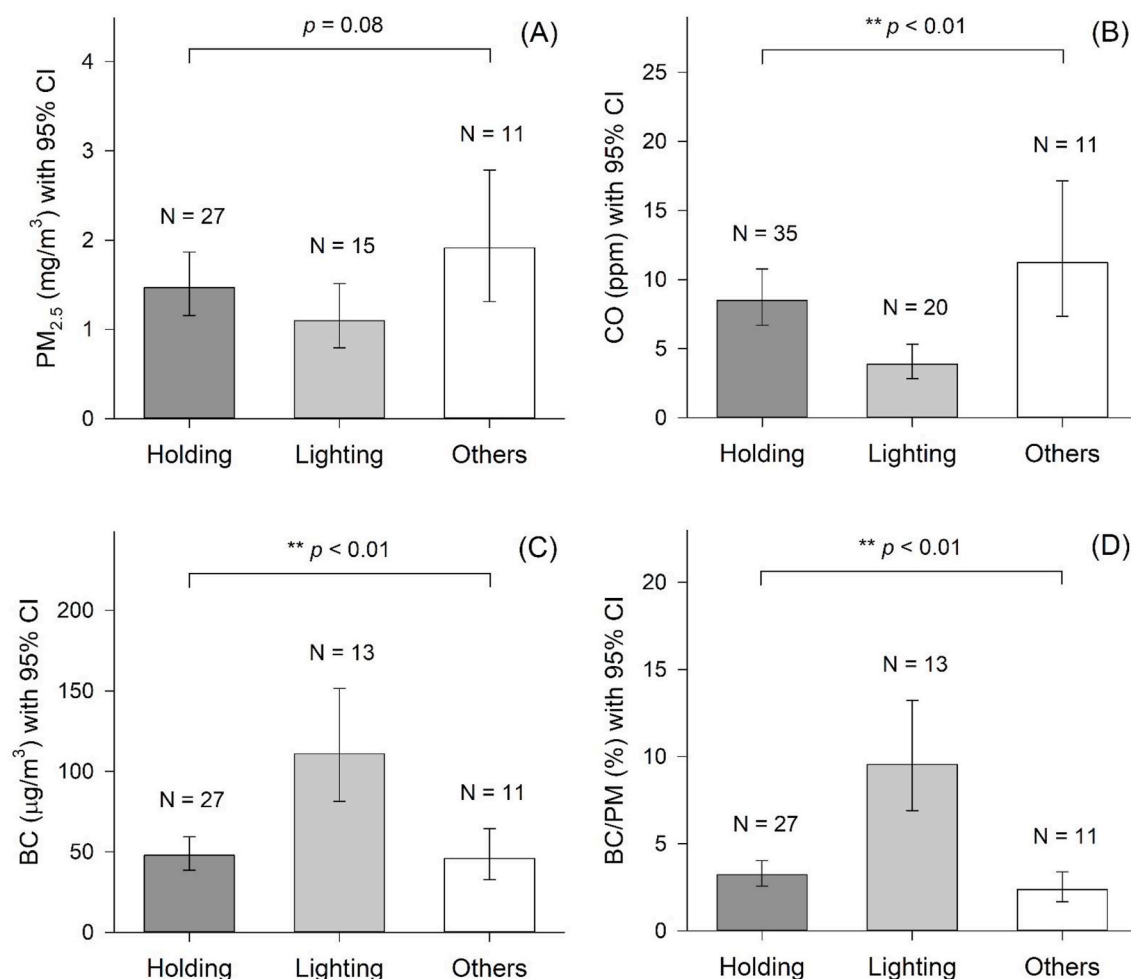 (A)
p = 0.08
PM2.5 (mg/m3) with 95% CI
4
3
2
1
0
N = 27
N = 15
N = 11
Holding Lighting Others
(B)
** p < 0.01
CO (ppm) with 95% CI
25
20
15
10
5
0
N = 35
N = 20
N = 11
Holding Lighting Others
(C)
** p < 0.01
BC (μg/m3) with 95% CI
200
150
100
50
0
N = 27
N = 13
N = 11
Holding Lighting Others
(D)
** p < 0.01
BC/PM (%) with 95% CI
20
15
10
5
0
N = 27
N = 13
N = 11
Holding Lighting Others